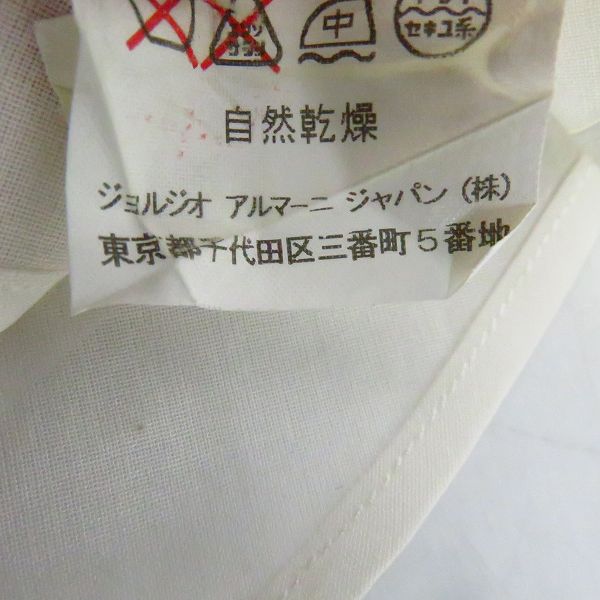 中 セキユ系
自然乾燥
ジョルジオ アルマーニ ジャパン (株)
東京都千代田区三番町5番地